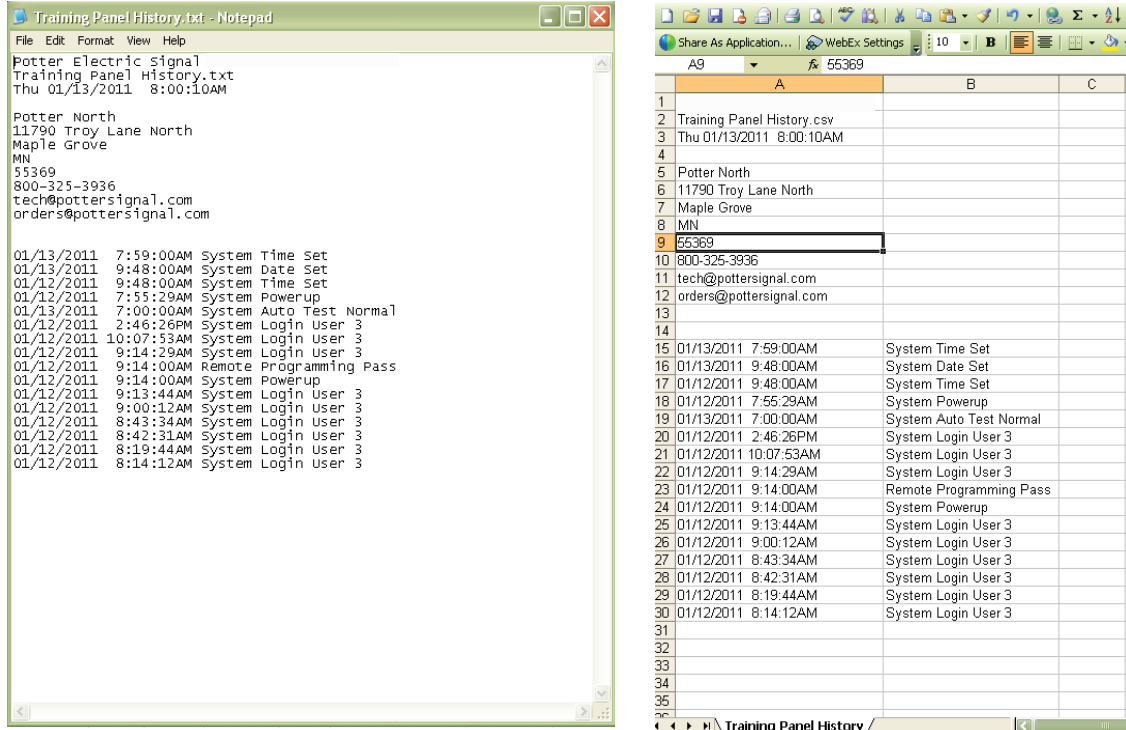 Training Panel History.txt - Notepad
File Edit Format View Help
Potter Electric Signal
Training Panel History.txt
Thu 01/13/2011 8:00:10AM
Potter North
11790 Troy Lane North
Maple Grove
MN
55369
800-325-3936
tech@pottersignal.com
orders@pottersignal.com
01/13/2011 7:59:00AM System Time Set
01/13/2011 9:48:00AM System Date Set
01/12/2011 9:48:00AM System Time Set
01/12/2011 7:55:29AM System Powerup
01/13/2011 7:00:00AM System Auto Test Normal
01/12/2011 2:46:26PM System Login User 3
01/12/2011 10:07:53AM System Login User 3
01/12/2011 9:14:29AM System Login User 3
01/12/2011 9:14:00AM Remote Programming Pass
01/12/2011 9:14:00AM System Powerup
01/12/2011 9:13:44AM System Login User 3
01/12/2011 9:00:12AM System Login User 3
01/12/2011 8:43:34AM System Login User 3
01/12/2011 8:42:31AM System Login User 3
01/12/2011 8:19:44AM System Login User 3
01/12/2011 8:14:12AM System Login User 3
Share As Application... WebEx Settings 10 B
A9 fx 55369
A B C
1
2 Training Panel History.csv
3 Thu 01/13/2011 8:00:10AM
4
5 Potter North
6 11790 Troy Lane North
7 Maple Grove
8 MN
9 55369
10 800-325-3936
11 tech@pottersignal.com
12 orders@pottersignal.com
13
14
15 01/13/2011 7:59:00AM System Time Set
16 01/13/2011 9:48:00AM System Date Set
17 01/12/2011 9:48:00AM System Time Set
18 01/12/2011 7:55:29AM System Powerup
19 01/13/2011 7:00:00AM System Auto Test Normal
20 01/12/2011 2:46:26PM System Login User 3
21 01/12/2011 10:07:53AM System Login User 3
22 01/12/2011 9:14:29AM System Login User 3
23 01/12/2011 9:14:00AM Remote Programming Pass
24 01/12/2011 9:14:00AM System Powerup
25 01/12/2011 9:13:44AM System Login User 3
26 01/12/2011 9:00:12AM System Login User 3
27 01/12/2011 8:43:34AM System Login User 3
28 01/12/2011 8:42:31AM System Login User 3
29 01/12/2011 8:19:44AM System Login User 3
30 01/12/2011 8:14:12AM System Login User 3
31
32
33
34
35
Training Panel History